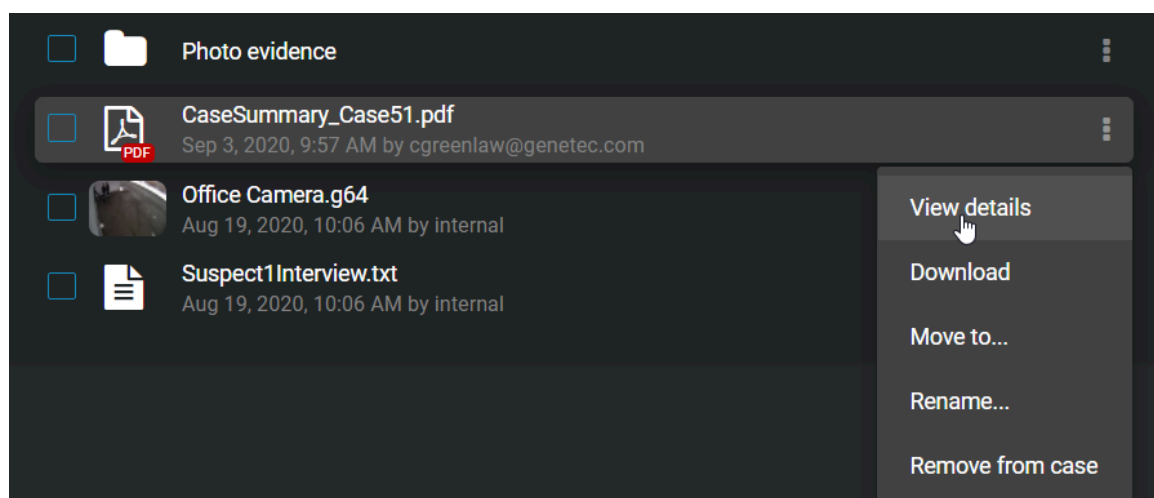 Photo evidence
CaseSummary_Case51.pdf
PDF
Sep 3, 2020, 9:57 AM by cgreenlaw@genetec.com
Office Camera.g64
Aug 19, 2020, 10:06 AM by internal
Suspect1Interview.txt
Aug 19, 2020, 10:06 AM by internal
View details
Download
Move to...
Rename...
Remove from case